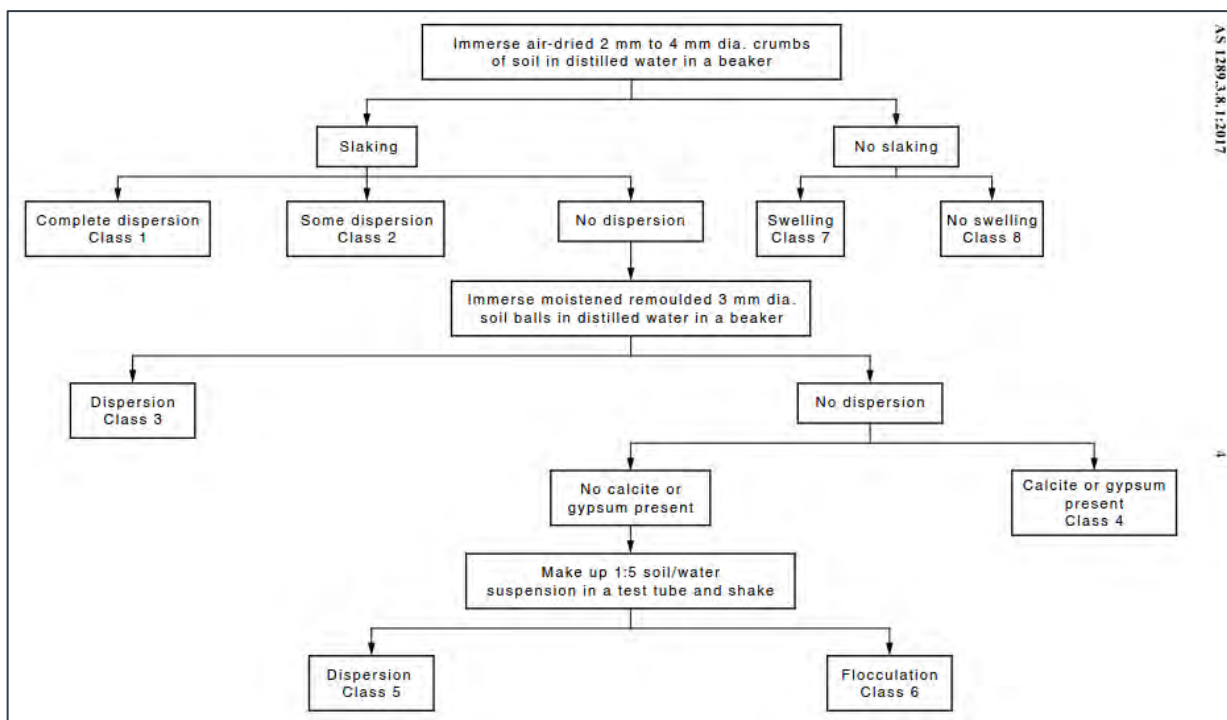 Immerse air-dried 2 mm to 4 mm dia. crumbs
of soil in distilled water in a beaker
AS 1289.3.8.1:2017
Slaking
No slaking
Complete dispersion
Class 1
Some dispersion
Class 2
No dispersion
Swelling
Class 7
No swelling
Class 8
Immerse moistened remoulded 3 mm dia.
soil balls in distilled water in a beaker
Dispersion
Class 3
No dispersion
4
No calcite or
gypsum present
Calcite or gypsum
present
Class 4
Make up 1:5 soil/water
suspension in a test tube and shake
Dispersion
Class 5
Flocculation
Class 6